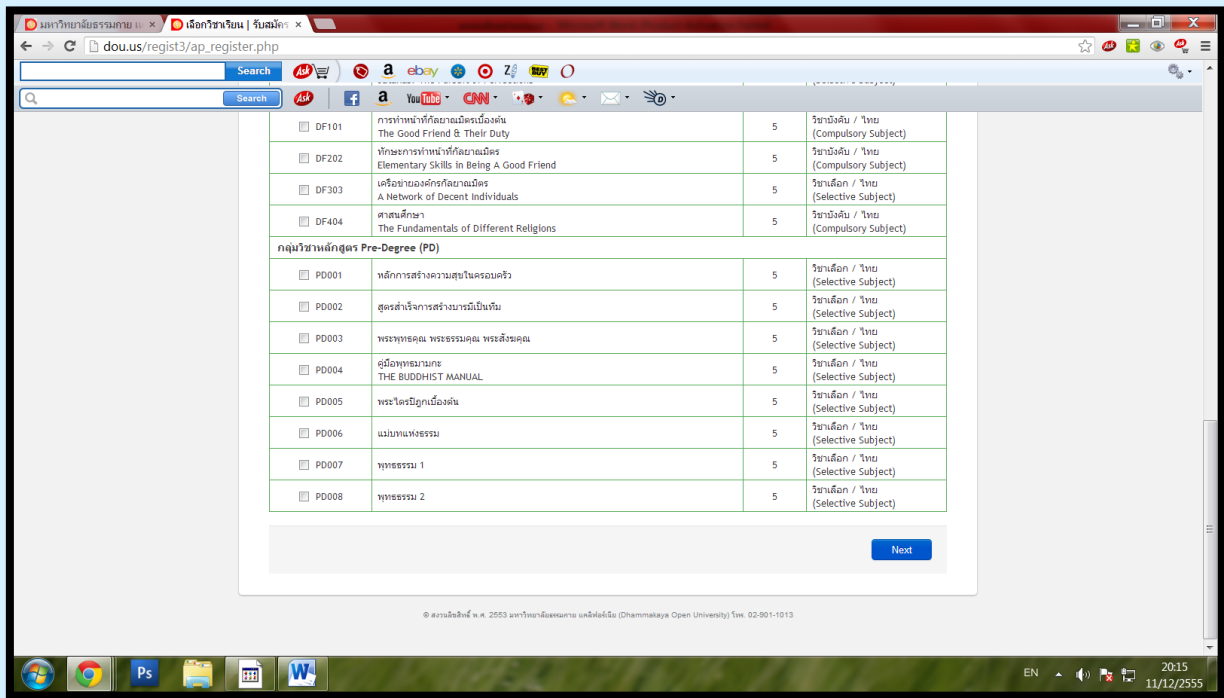 มหาวิทยาลัยธรรมกาย
เลือกวิชาเรียน | รับสมัคร
dou.us/regist3/ap_register.php
Search Ask a ebay BEST BUY
Search Ask f a YouTube CNN
DF101 การทำหน้าที่กัลยาณมิตรเบื้องต้น 5 วิชาบังคับ / ไทย
The Good Friend & Their Duty (Compulsory Subject)
DF202 ทักษะการทำหน้าที่กัลยาณมิตร 5 วิชาบังคับ / ไทย
Elementary Skills in Being A Good Friend (Compulsory Subject)
DF303 เครือข่ายองค์กรกัลยาณมิตร 5 วิชาเลือก / ไทย
A Network of Decent Individuals (Selective Subject)
DF404 ศาสนศึกษา 5 วิชาบังคับ / ไทย
The Fundamentals of Different Religions (Compulsory Subject)
กลุ่มวิชาหลักสูตร Pre-Degree (PD)
PD001 หลักการสร้างความสุขในครอบครัว 5 วิชาเลือก / ไทย
(Selective Subject)
PD002 สูตรสำเร็จการสร้างบารมีเป็นทีม 5 วิชาเลือก / ไทย
(Selective Subject)
PD003 พระพุทธคุณ พระธรรมคุณ พระสังฆคุณ 5 วิชาเลือก / ไทย
(Selective Subject)
PD004 คู่มือพุทธมามกะ 5 วิชาเลือก / ไทย
THE BUDDHIST MANUAL (Selective Subject)
PD005 พระไตรปิฎกเบื้องต้น 5 วิชาเลือก / ไทย
(Selective Subject)
PD006 แม่บทแห่งธรรม 5 วิชาเลือก / ไทย
(Selective Subject)
PD007 พุทธธรรม 1 5 วิชาเลือก / ไทย
(Selective Subject)
PD008 พุทธธรรม 2 5 วิชาเลือก / ไทย
(Selective Subject)
Next
© สงวนลิขสิทธิ์ พ.ศ. 2553 มหาวิทยาลัยธรรมกาย แคลิฟอร์เนีย (Dhammakaya Open University) โทร. 02-901-1013
Ps W EN 20:15
11/12/2555